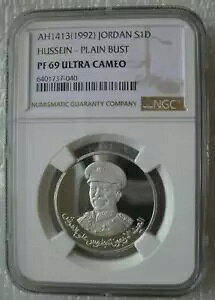 AH1413(1992) JORDAN S1D
HUSSEIN - PLAIN BUST
PF 69 ULTRA CAMEO
6401737-040
NUMISMATIC GUARANTY COMPANY
NGC